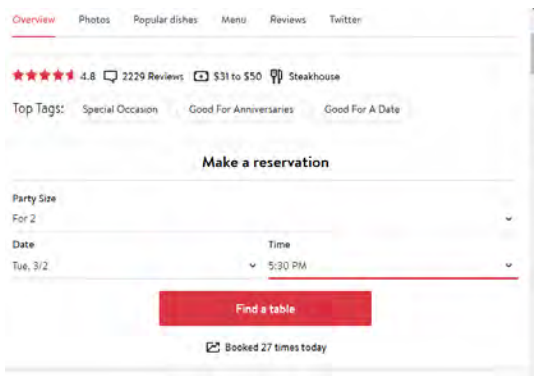 Overview Photos Popular dishes Menu Reviews Twitter
4.8 2229 Reviews $31 to $50 Steakhouse
Top Tags: Special Occasion Good For Anniversaries Good For A Date
Make a reservation
Party Size
For 2
Date Time
Tue, 3/2 5:30 PM
Find a table
Booked 27 times today